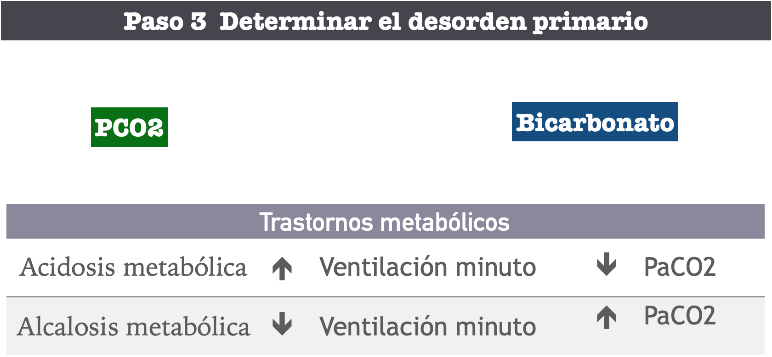 Paso 3 Determinar el desorden primario
PCO2
Bicarbonato
Trastornos metabólicos
Acidosis metabólica ↑ Ventilación minuto ↓ PaCO2
Alcalosis metabólica ↓ Ventilación minuto ↑ PaCO2